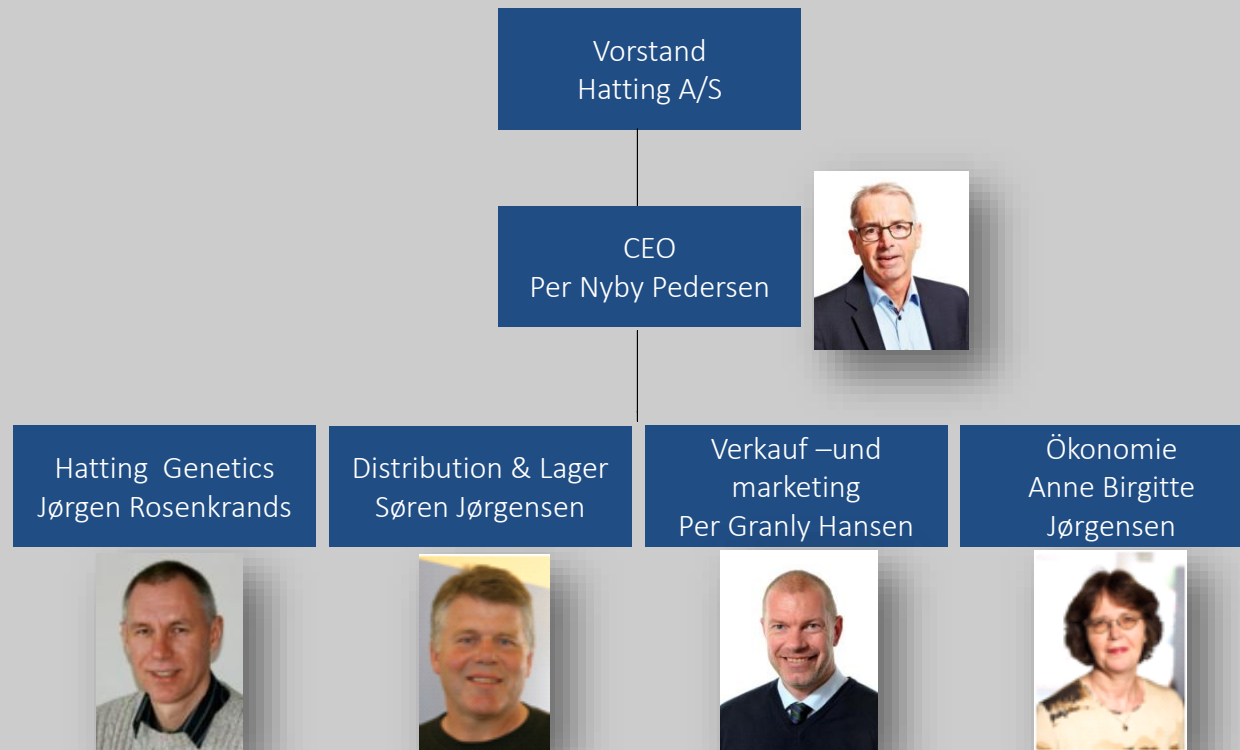 Vorstand
Hatting A/S
CEO
Per Nyby Pedersen
Hatting  Genetics
Jørgen Rosenkrands
Distribution & Lager
Søren Jørgensen
Verkauf –und
marketing
Per Granly Hansen
Ökonomie
Anne Birgitte
Jørgensen